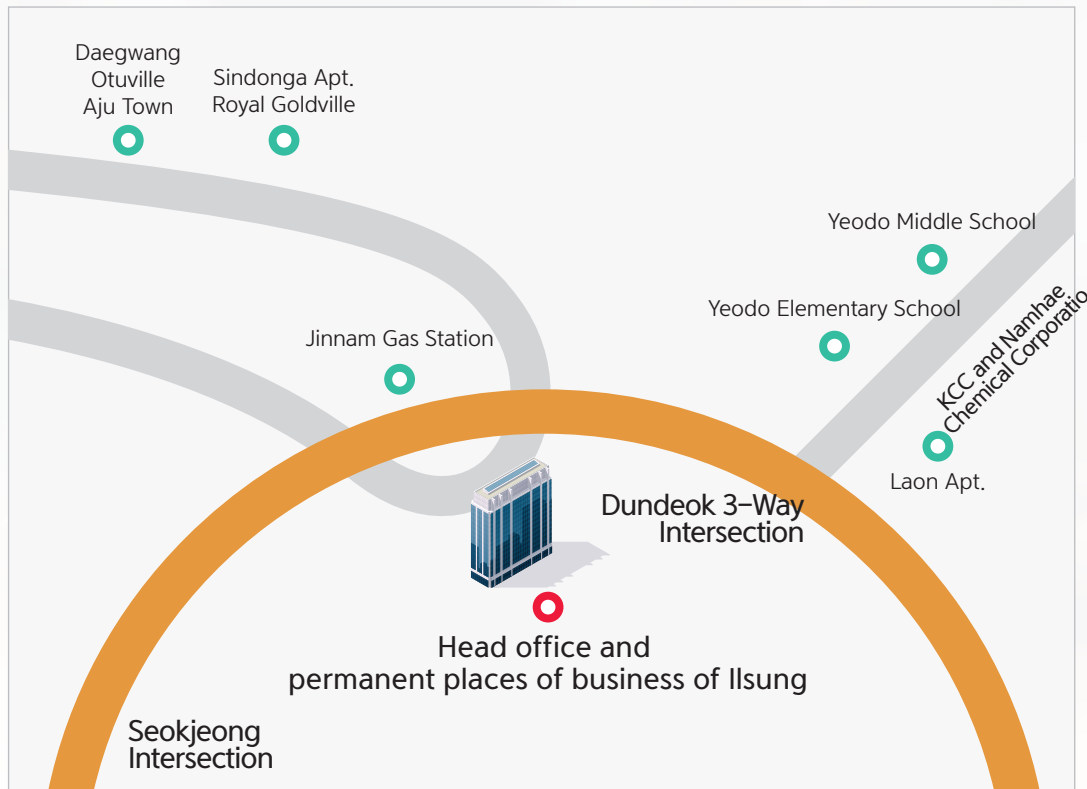 Daegwang
Otuville
Aju Town
Sindonga Apt.
Royal Goldville
Yeodo Middle School
Yeodo Elementary School
Jinnam Gas Station
KCC and Namhae
Chemical Corporatio
Laon Apt.
Dundeok 3-Way
Intersection
Head office and
permanent places of business of Ilsung
Seokjeong
Intersection